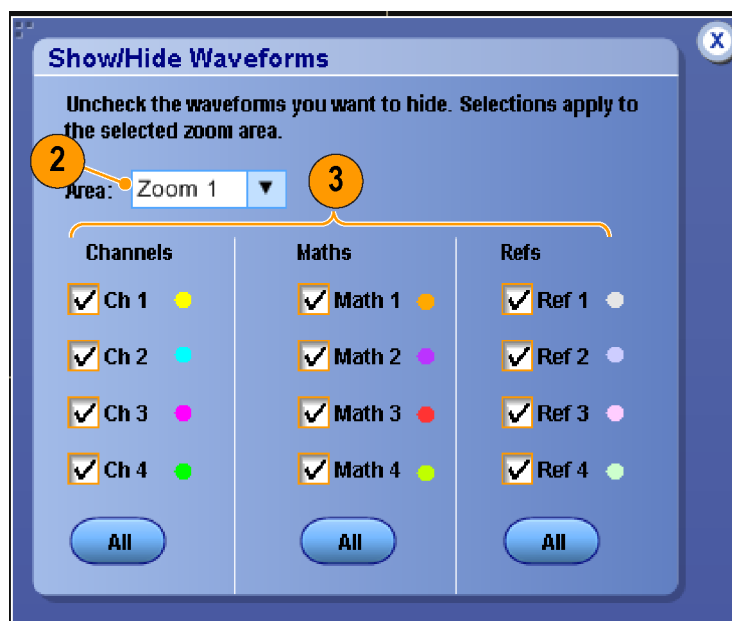 X
Show/Hide Waveforms
Uncheck the waveforms you want to hide. Selections apply to
the selected zoom area.
2
Area: Zoom 1
3
Channels Maths Refs
Ch 1 Math 1 Ref 1
Ch 2 Math 2 Ref 2
Ch 3 Math 3 Ref 3
Ch 4 Math 4 Ref 4
All All All